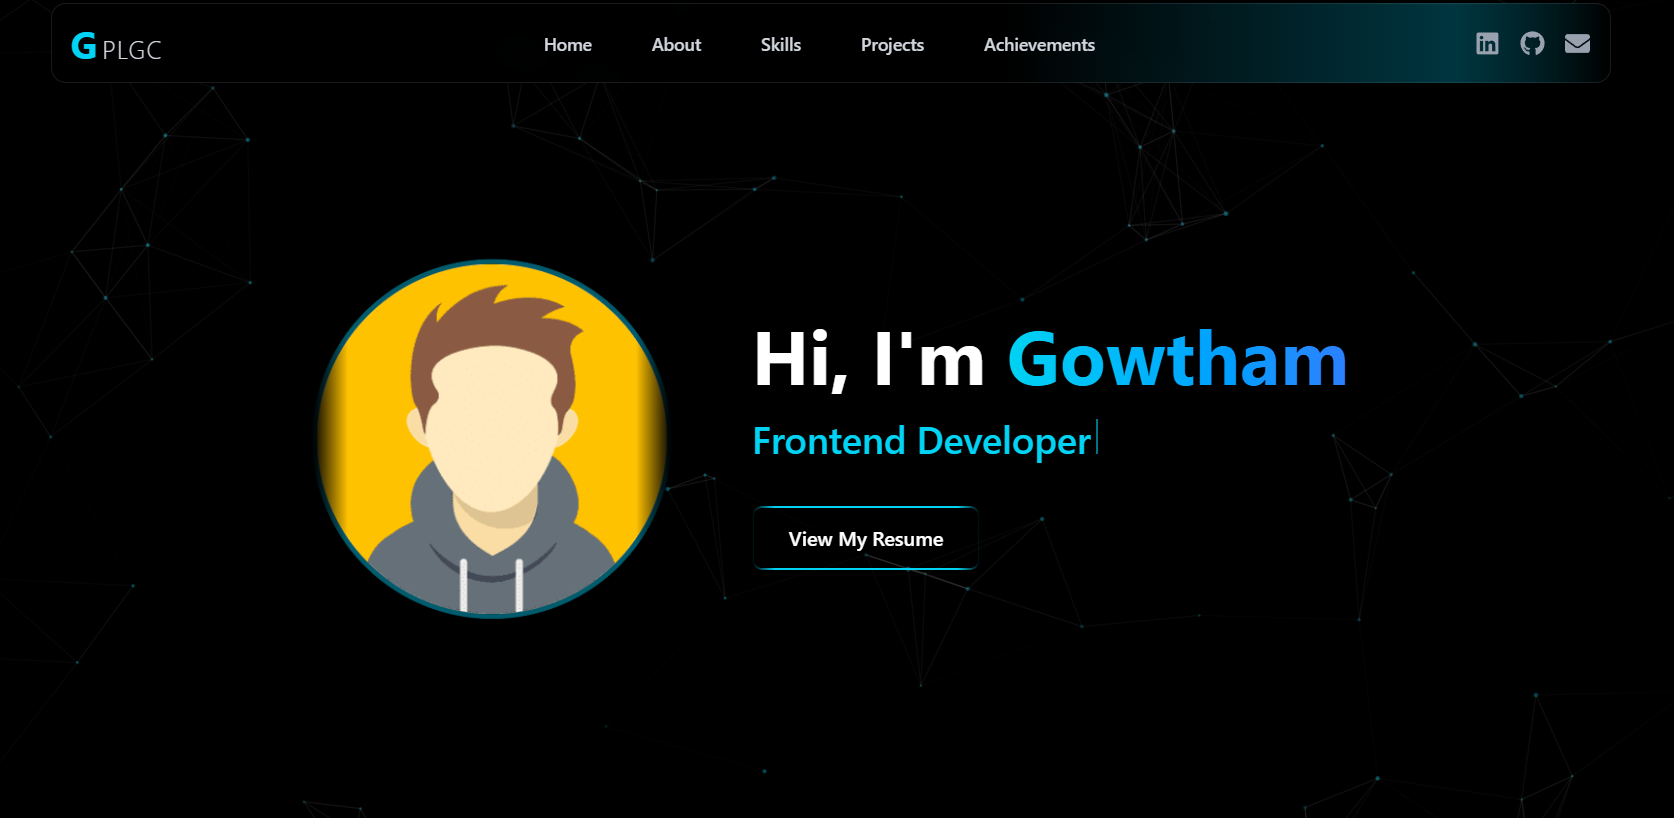 G PLGC
Home About Skills Projects Achievements
Hi, I'm Gowtham
Frontend Developer
View My Resume